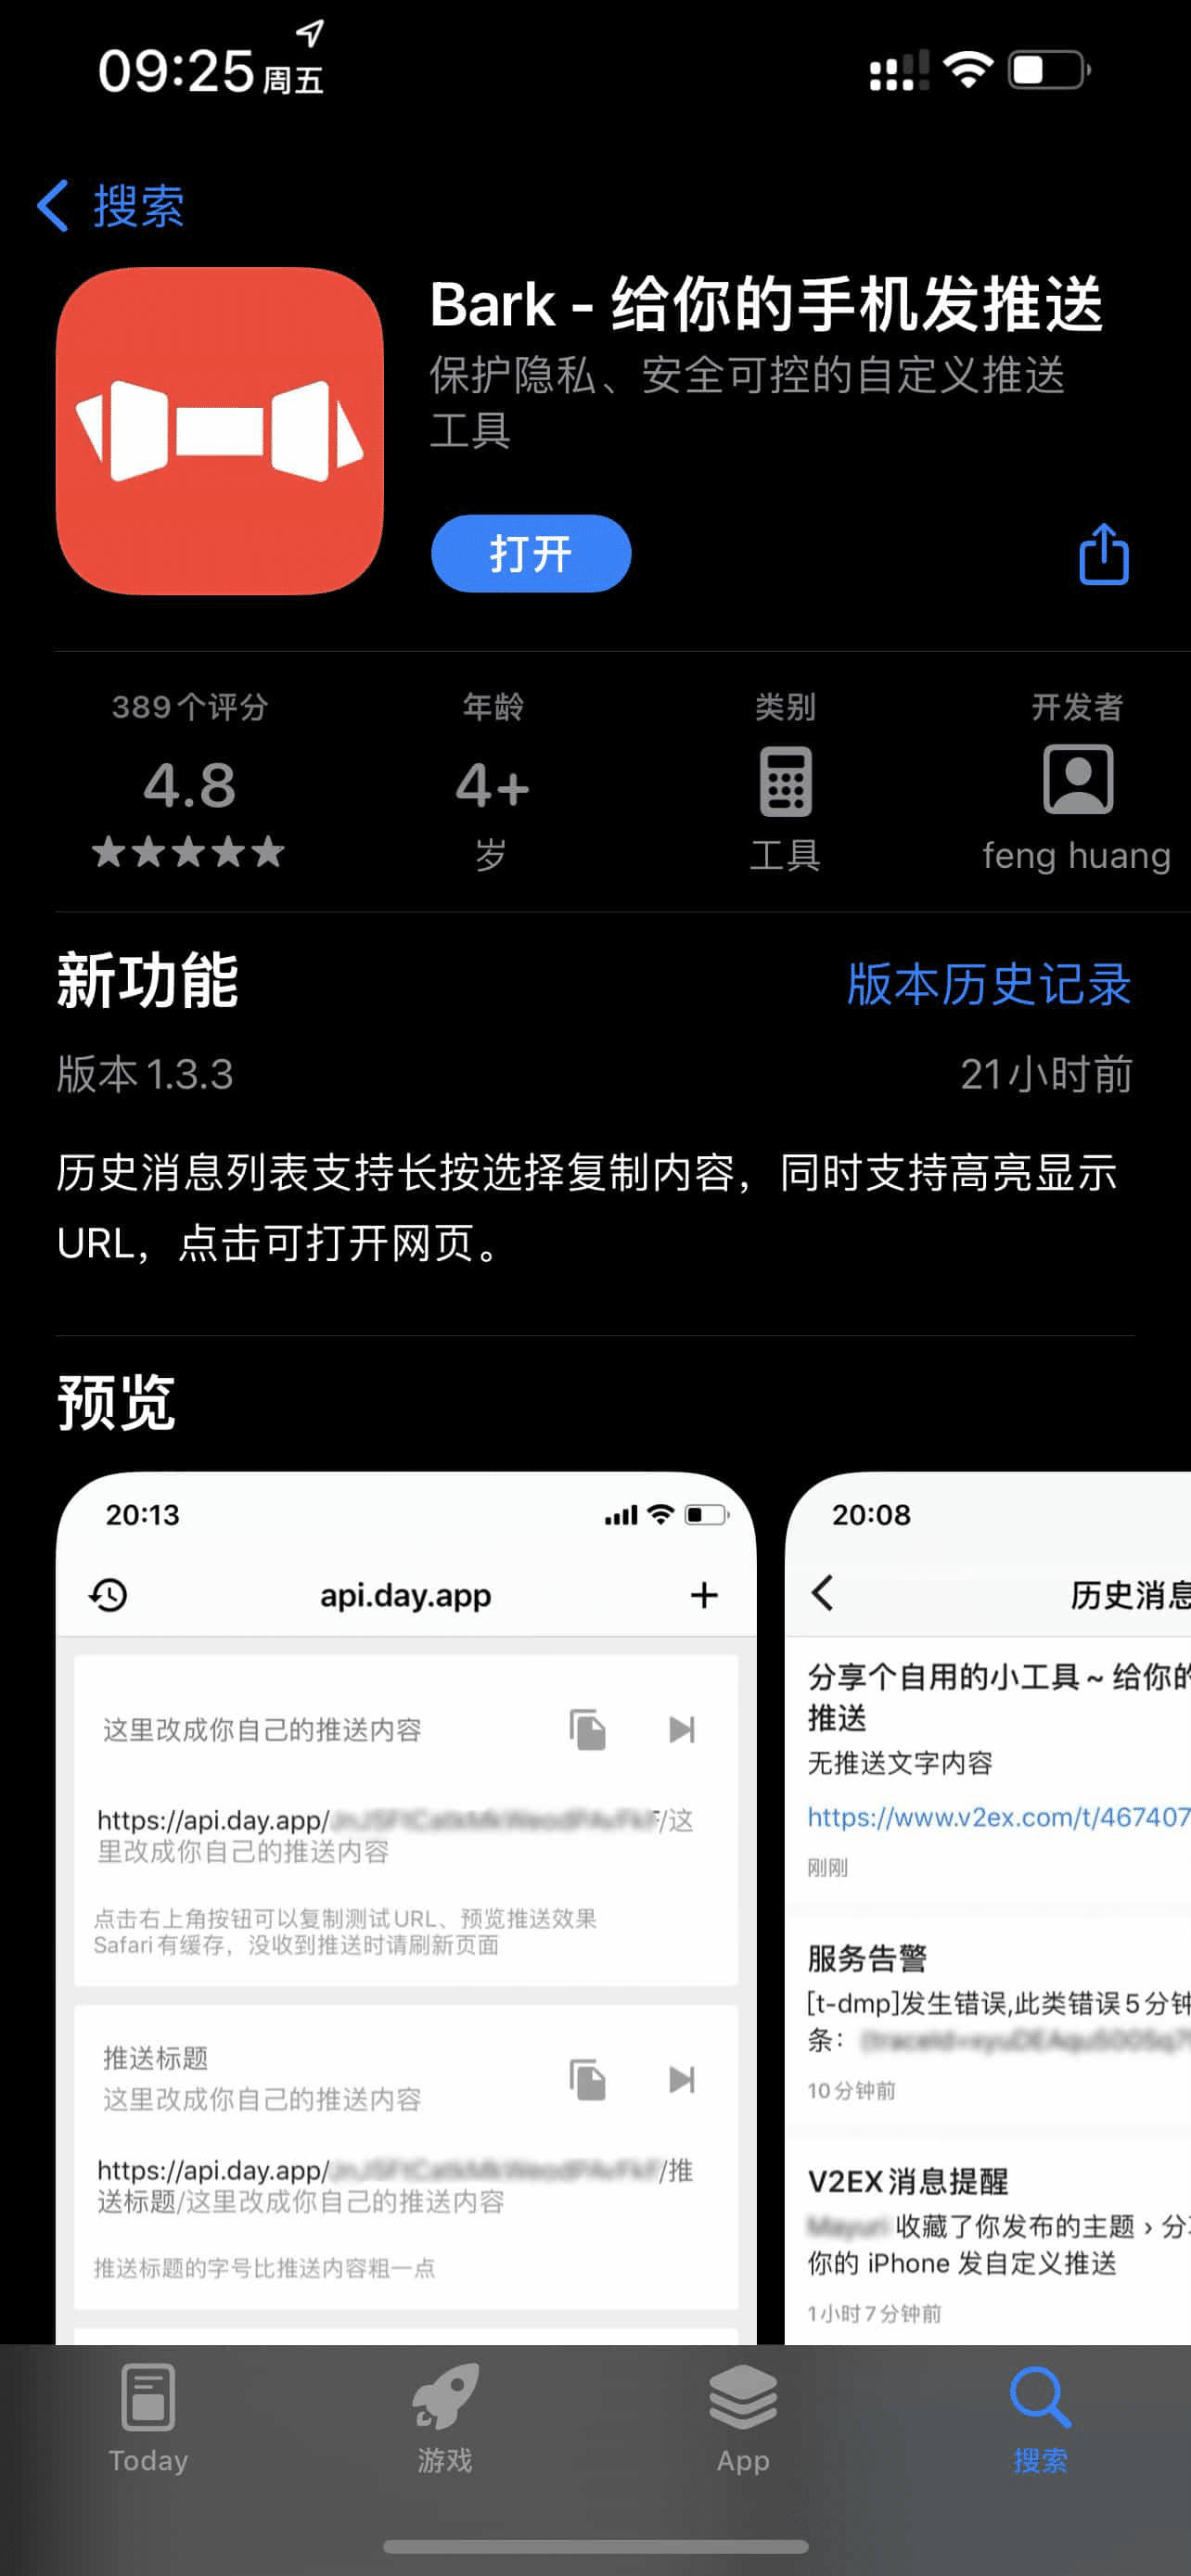 09:25 周五
搜索
Bark - 给你的手机发推送
保护隐私、安全可控的自定义推送
工具
打开
389个评分 年龄 类别 开发者
4.8 4+
岁 工具 feng huang
新功能 版本历史记录
版本 1.3.3 21小时前
历史消息列表支持长按选择复制内容，同时支持高亮显示
URL，点击可打开网页。
预览
20:13
api.day.app
这里改成你自己的推送内容
https://api.day.app/ /这
里改成你自己的推送内容
点击右上角按钮可以复制测试URL、预览推送效果
Safari有缓存，没收到推送时请刷新页面
推送标题
这里改成你自己的推送内容
https://api.day.app/ /推
送标题/这里改成你自己的推送内容
推送标题的字号比推送内容粗一点
20:08
历史消息
分享个自用的小工具~ 给你的
推送
无推送文字内容
https://www.v2ex.com/t/467407
刚刚
服务告警
[t-dmp]发生错误,此类错误5分钟
条：
10分钟前
V2EX消息提醒
收藏了你发布的主题 › 分
你的 iPhone 发自定义推送
1小时7分钟前
Today 游戏 App 搜索